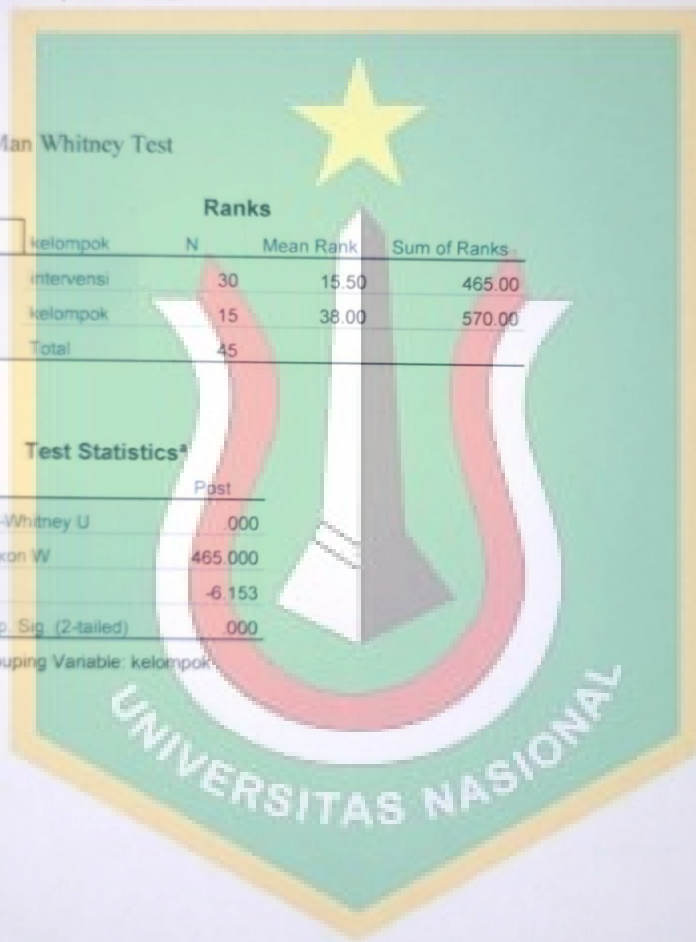 Man Whitney Test
Ranks
kelompok N Mean Rank Sum of Ranks
intervensi 30 15.50 465.00
kelompok 15 38.00 570.00
Total 45
Test Statisticsª
Post
-Whitney U .000
xon W 465.000
-6.153
p. Sig. (2-tailed) .000
uping Variable: kelompok
UNIVERSITAS NASIONAL